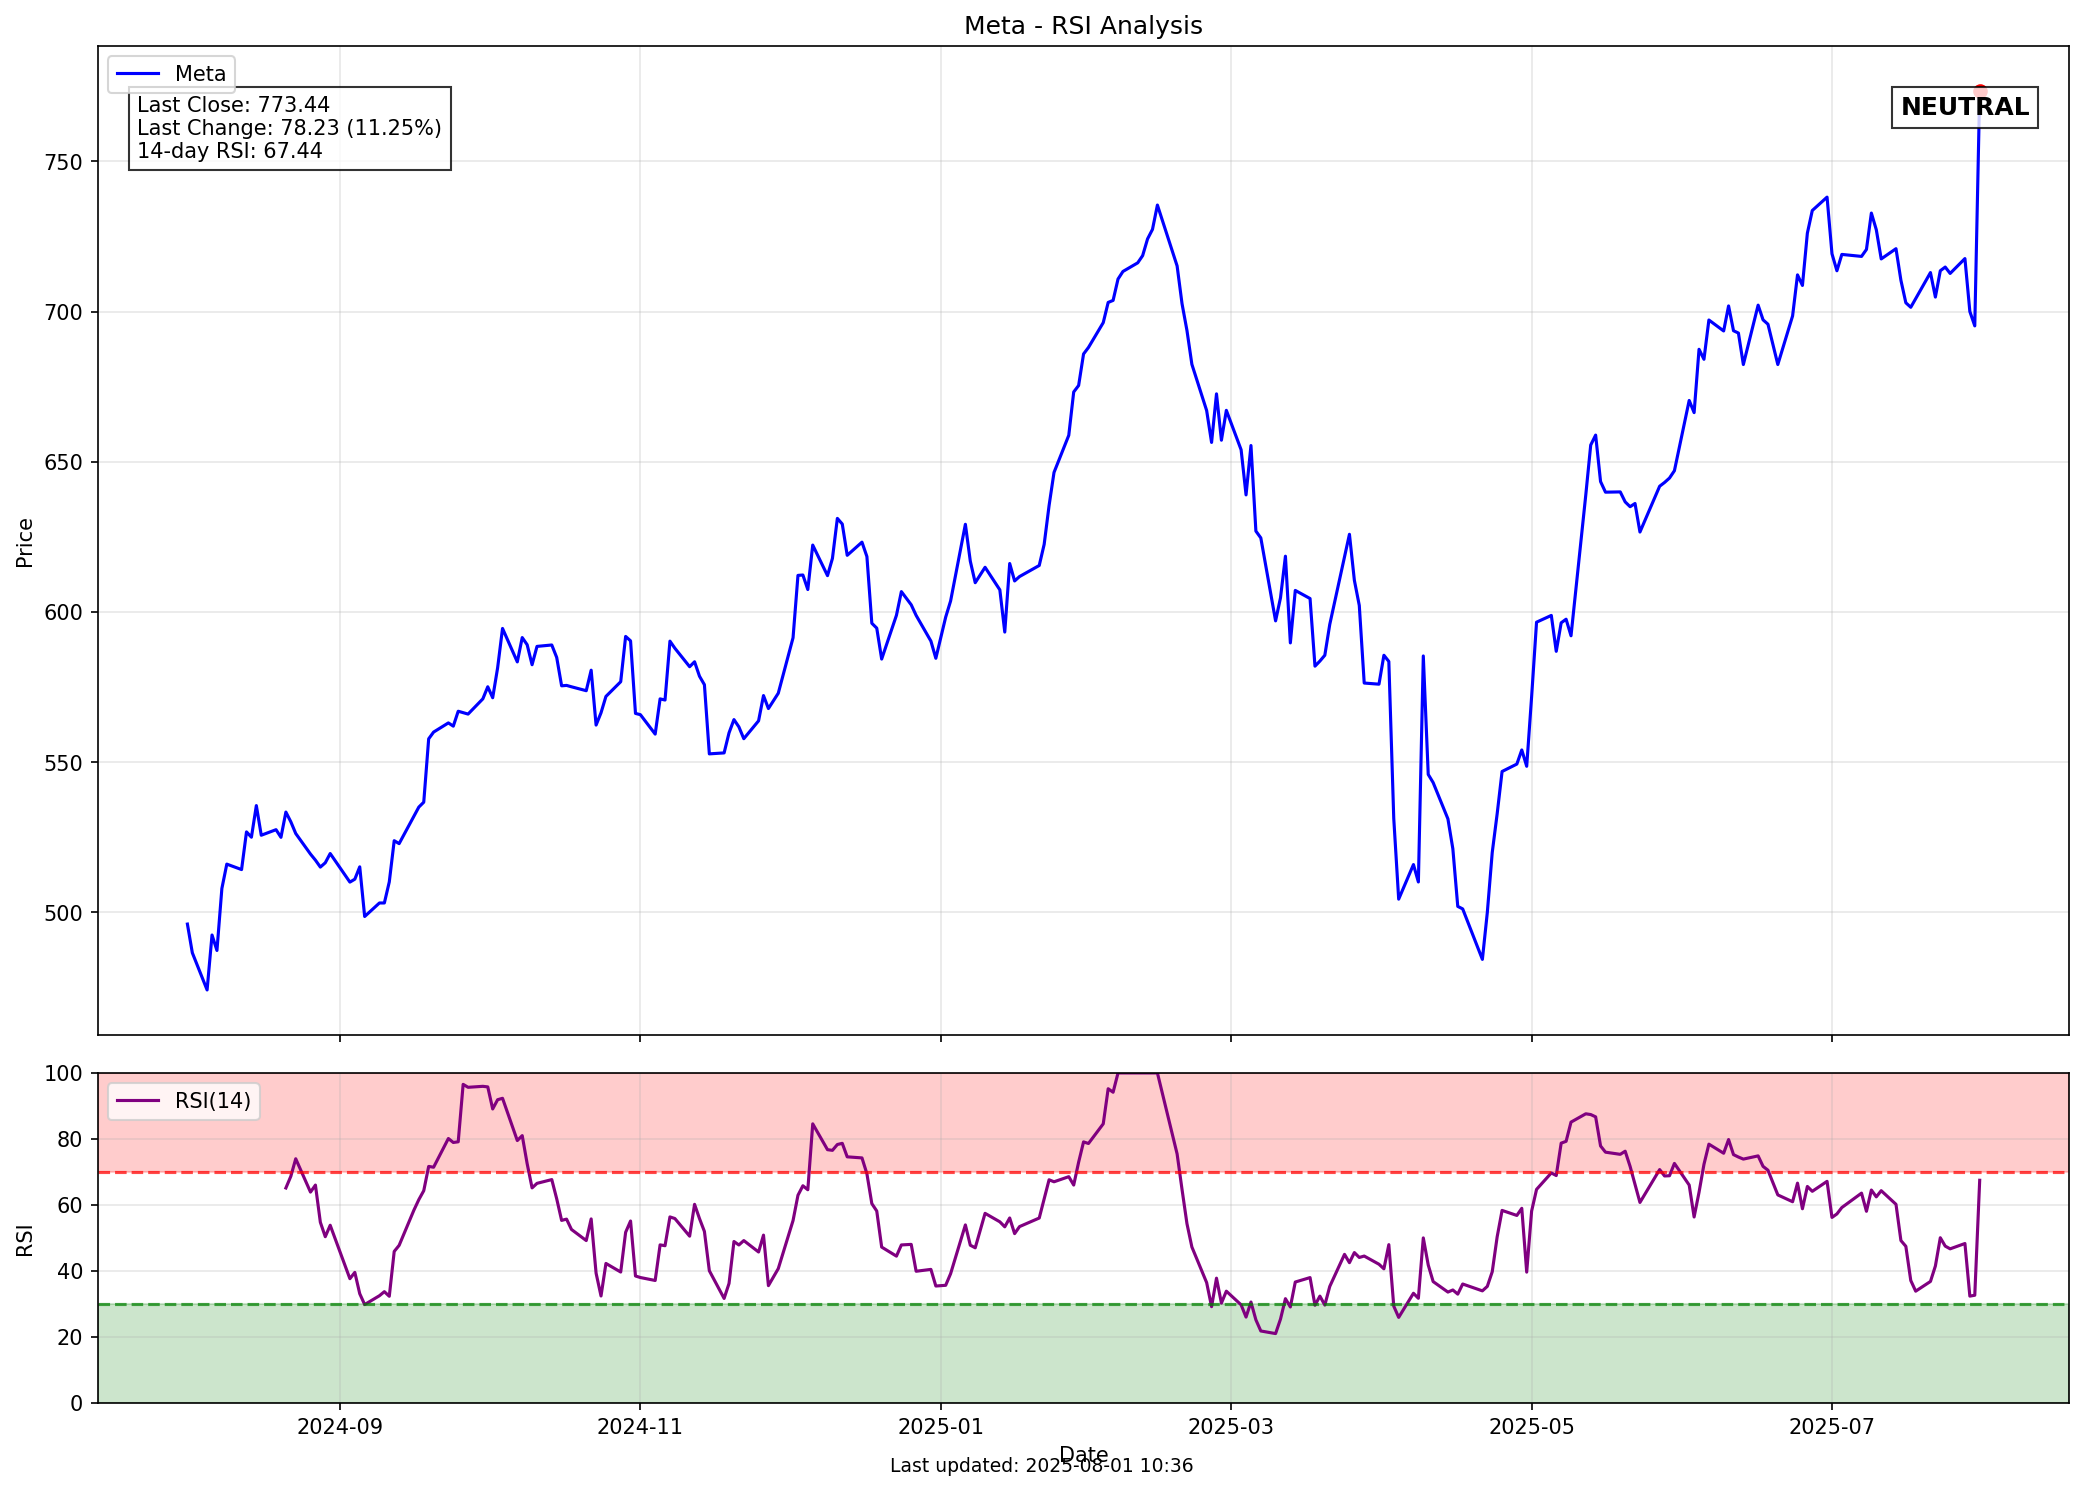 Meta - RSI Analysis
Meta
Last Close: 773.44
Last Change: 78.23 (11.25%)
14-day RSI: 67.44
NEUTRAL
750
700
650
600
550
500
Price
100
80
60
40
20
0
RSI
RSI(14)
2024-09
2024-11
2025-01
2025-03
2025-05
2025-07
Date
Last updated: 2025-08-01 10:36